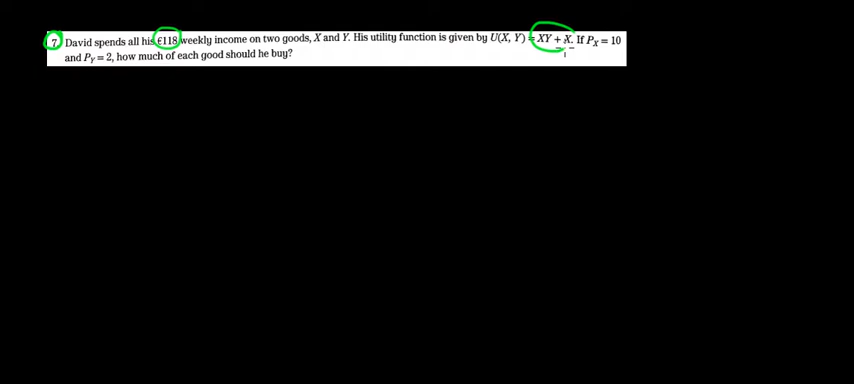 7. David spends all his €118 weekly income on two goods, X and Y. His utility function is given by U(X, Y) = XY + X. If Pₓ = 10
and Pᵧ = 2, how much of each good should he buy?